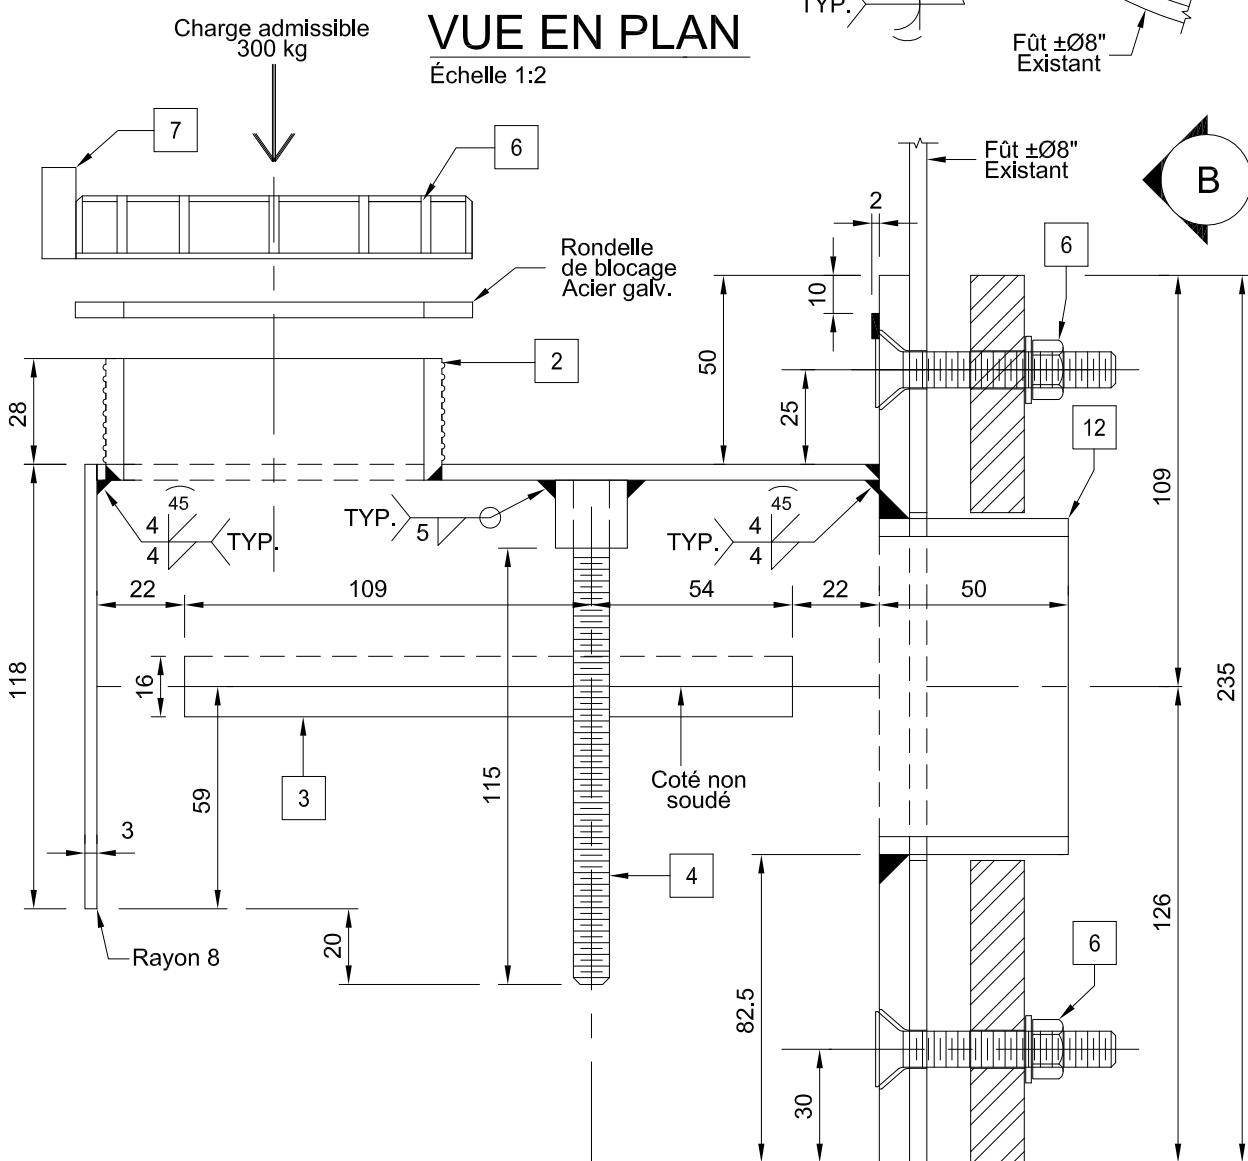 TYP.
Charge admissible
300 kg
VUE EN PLAN
Échelle 1:2
Fût ±Ø8"
Existant
7
6
Fût ±Ø8"
Existant
B
2
6
Rondelle
de blocage
Acier galv.
10
50
2
28
25
12
109
45
4
4
TYP.
TYP.
5
45
4
4
TYP.
22
109
54
22
50
118
16
235
59
3
115
Coté non
soudé
3
4
126
20
Rayon 8
82.5
6
30